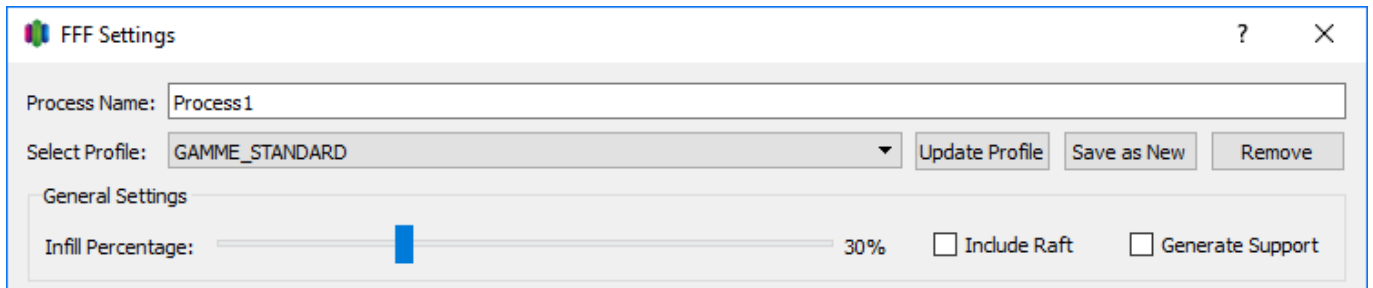 FFF Settings ?
Process Name: Process1
Select Profile: GAMME_STANDARD Update Profile Save as New Remove
General Settings
Infill Percentage: 30% Include Raft Generate Support